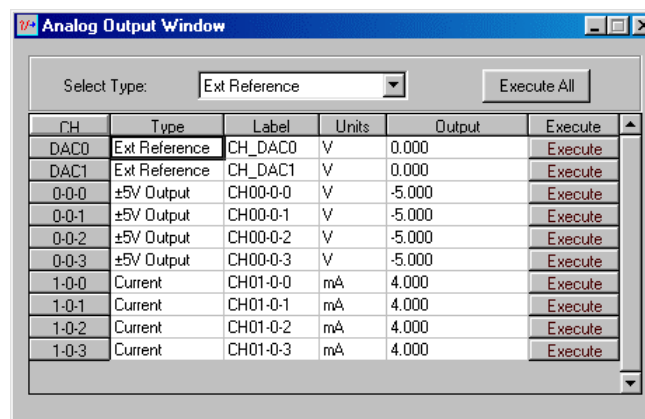 Analog Output Window
Select Type: Ext Reference Execute All
CH Type Label Units Output Execute
DAC0 Ext Reference CH_DAC0 V 0.000 Execute
DAC1 Ext Reference CH_DAC1 V 0.000 Execute
0-0-0 ±5V Output CH00-0-0 V -5.000 Execute
0-0-1 ±5V Output CH00-0-1 V -5.000 Execute
0-0-2 ±5V Output CH00-0-2 V -5.000 Execute
0-0-3 ±5V Output CH00-0-3 V -5.000 Execute
1-0-0 Current CH01-0-0 mA 4.000 Execute
1-0-1 Current CH01-0-1 mA 4.000 Execute
1-0-2 Current CH01-0-2 mA 4.000 Execute
1-0-3 Current CH01-0-3 mA 4.000 Execute